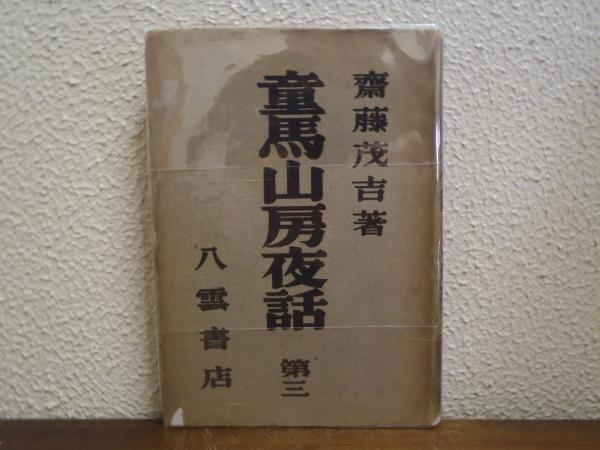 齋藤茂吉著
童馬山房夜話
第三
八雲書店